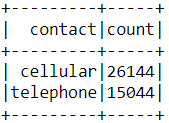 +---------+-----+
|  contact|count|
+---------+-----+
| cellular|26144|
|telephone|15044|
+---------+-----+